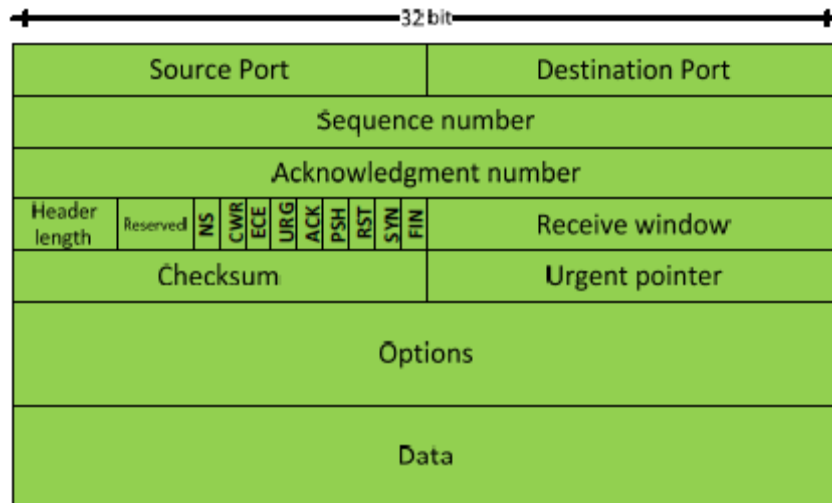 32 bit
Source Port
Destination Port
Sequence number
Acknowledgment number
Header
length
Reserved
NS
CWR
ECE
URG
ACK
PSH
RST
SYN
FIN
Receive window
Checksum
Urgent pointer
Options
Data